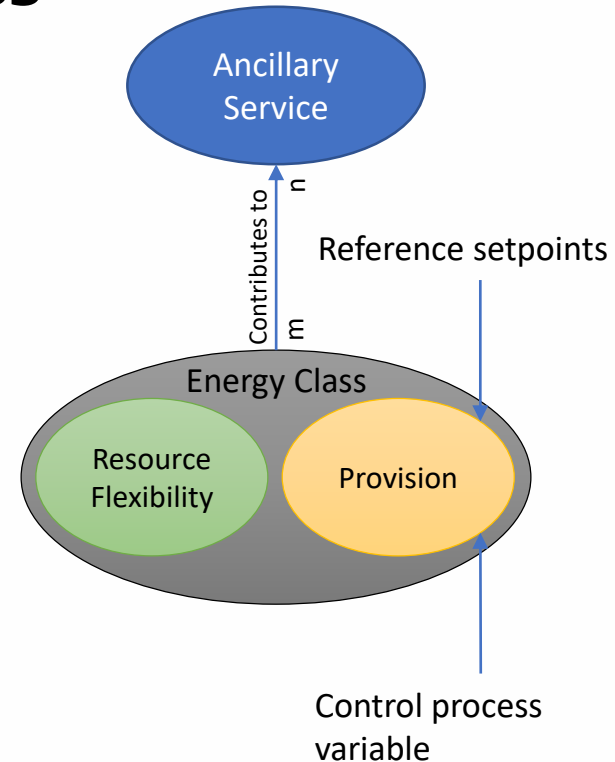 Ancillary
Service
Contributes to
n
m
Reference setpoints
Energy Class
Resource
Flexibility
Provision
Control process
variable